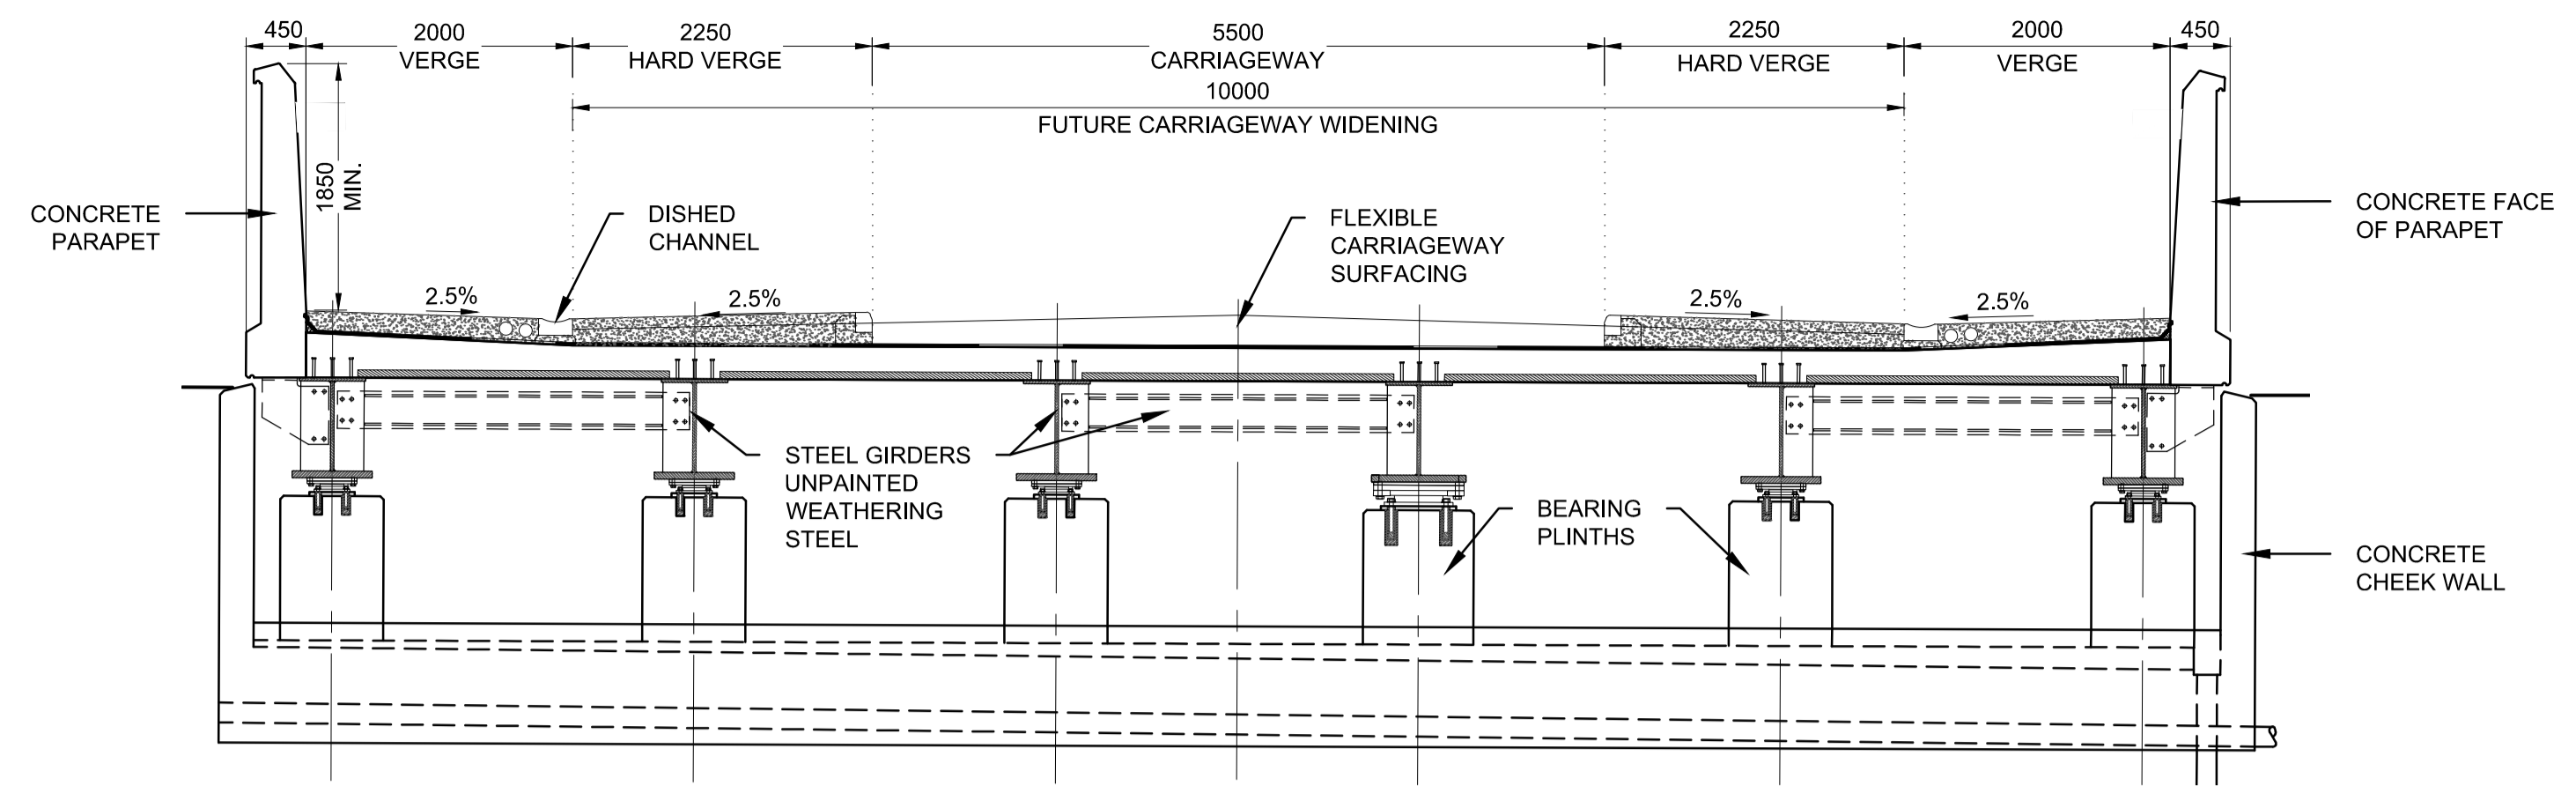 450
2000
VERGE
2250
HARD VERGE
5500
CARRIAGEWAY
2250
HARD VERGE
2000
VERGE
450
10000
FUTURE CARRIAGEWAY WIDENING
1850
MIN.
CONCRETE
PARAPET
DISHED
CHANNEL
FLEXIBLE
CARRIAGEWAY
SURFACING
CONCRETE FACE
OF PARAPET
2.5%
2.5%
2.5%
2.5%
STEEL GIRDERS
UNPAINTED
WEATHERING
STEEL
BEARING
PLINTHS
CONCRETE
CHEEK WALL